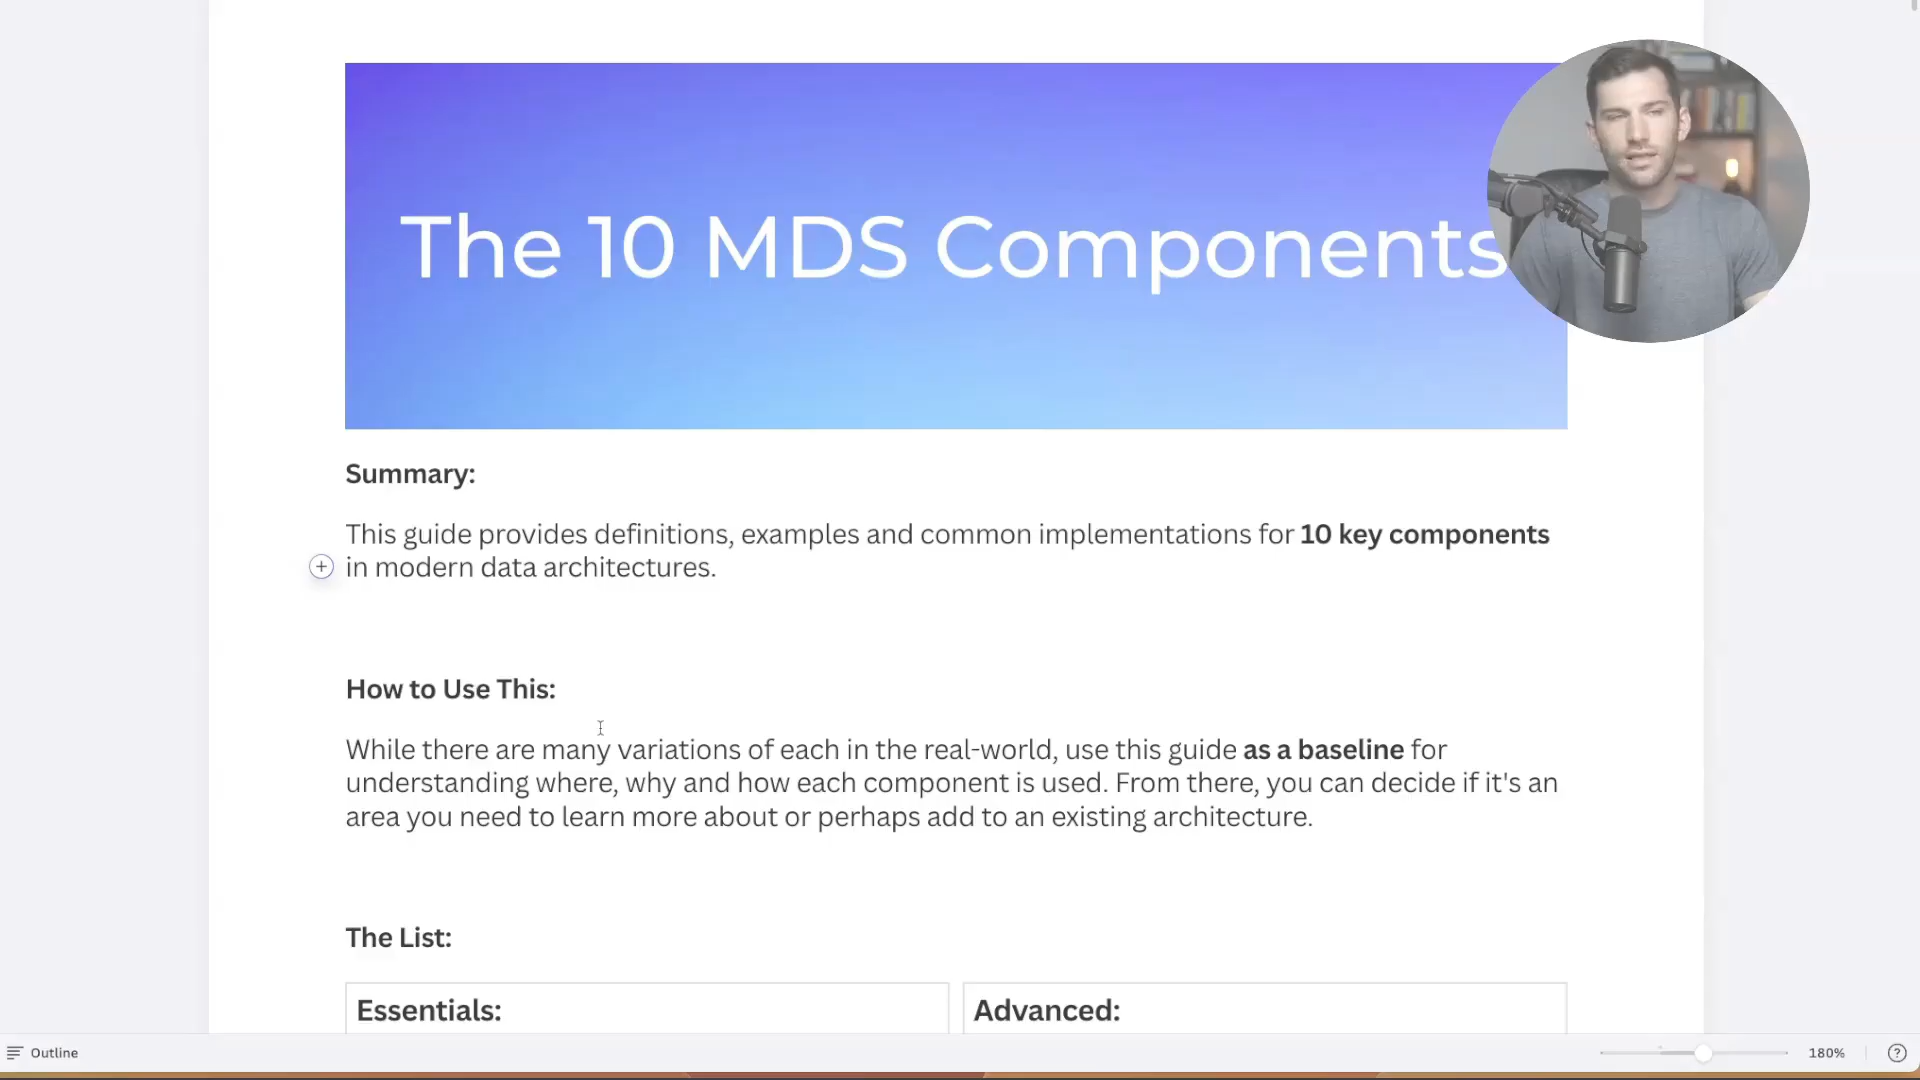 The 10 MDS Components
Summary:
This guide provides definitions, examples and common implementations for 10 key components
in modern data architectures.
How to Use This:
While there are many variations of each in the real-world, use this guide as a baseline for
understanding where, why and how each component is used. From there, you can decide if it's an
area you need to learn more about or perhaps add to an existing architecture.
The List:
Essentials:
Advanced:
Outline
180%